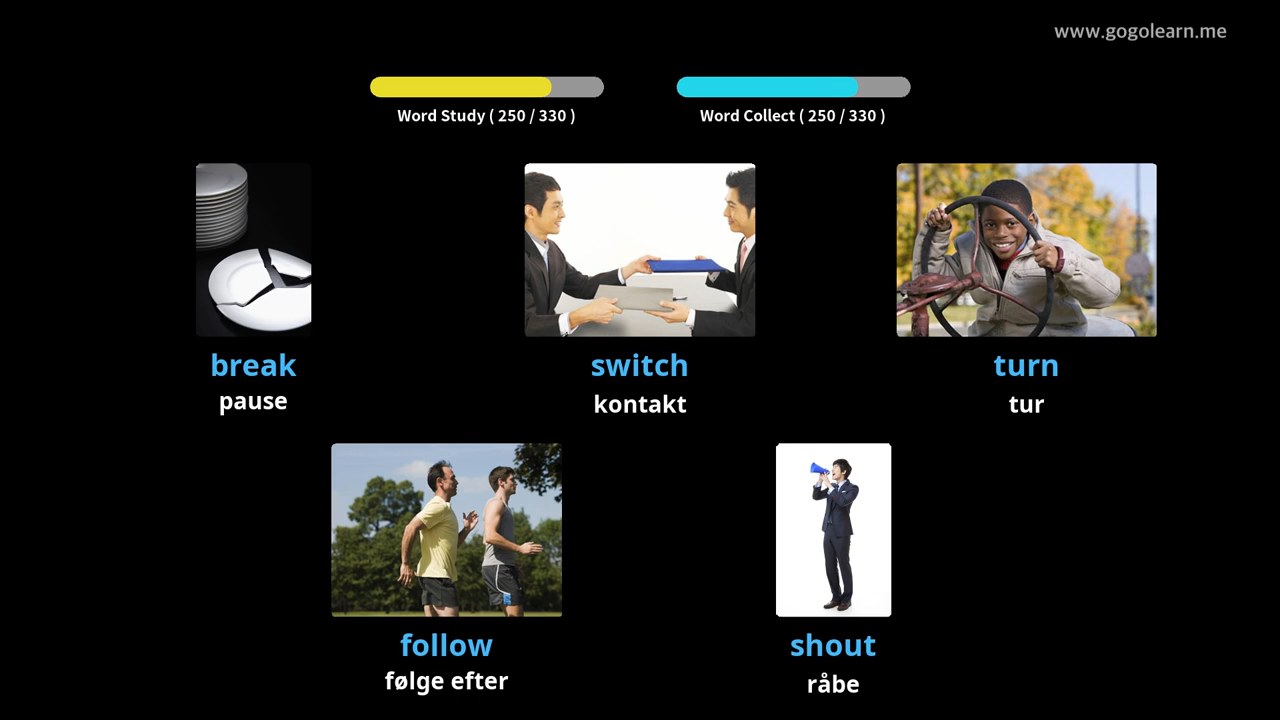 www.gogolearn.me
Word Study ( 250 / 330 )
Word Collect ( 250 / 330 )
break
pause
switch
kontakt
turn
tur
follow
følge efter
shout
råbe